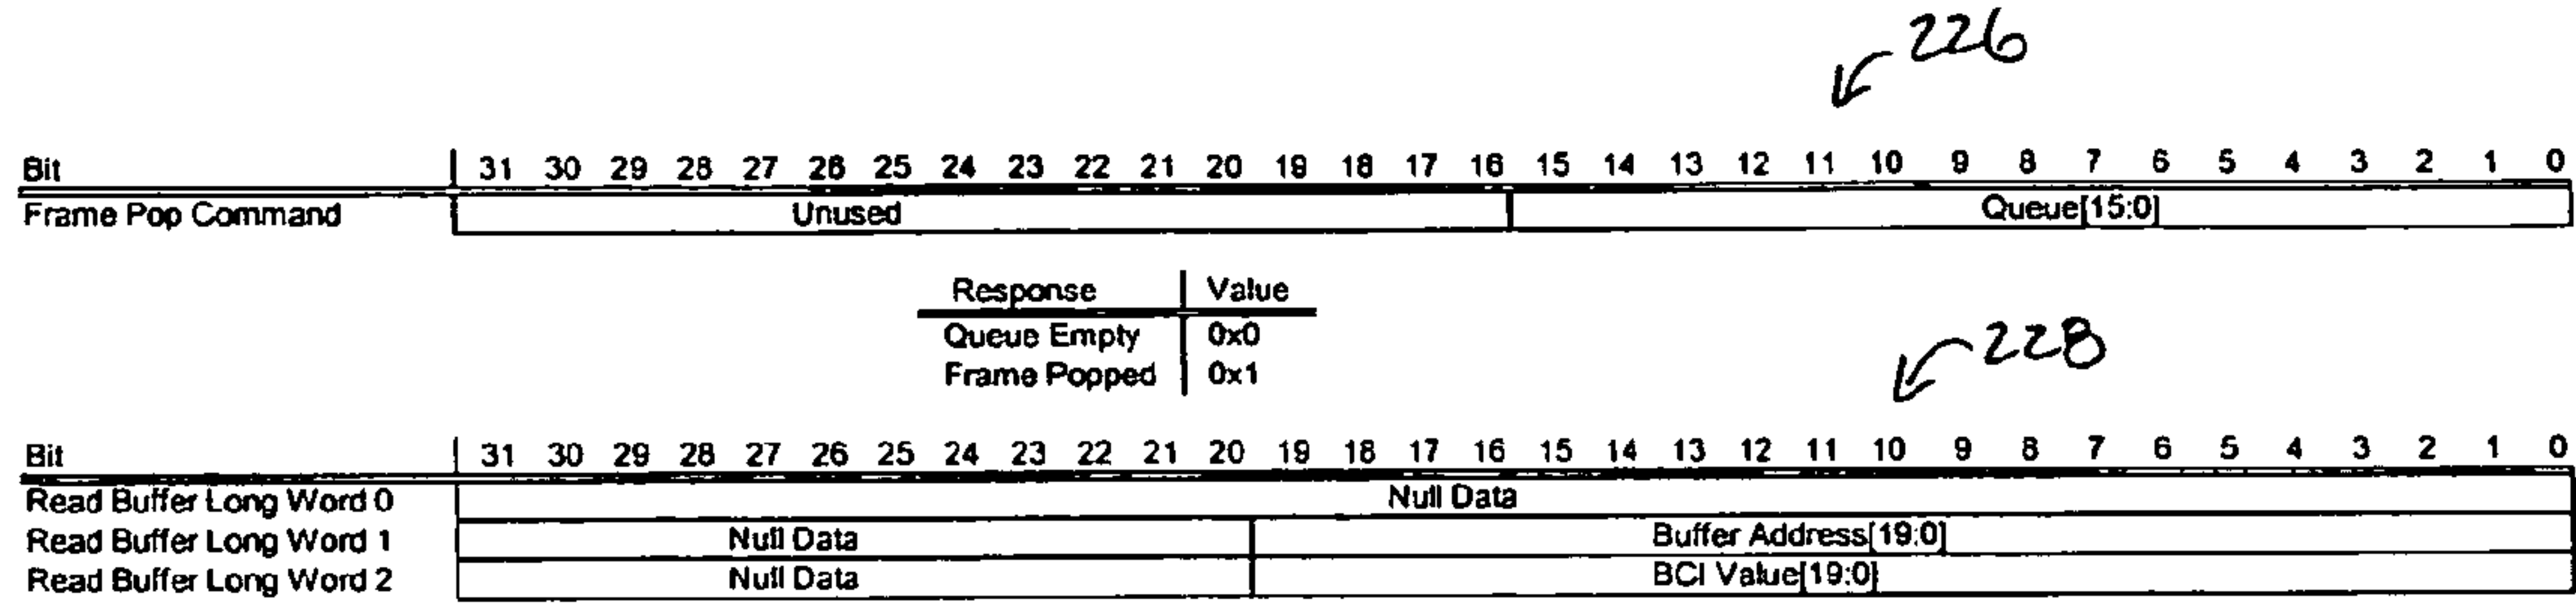 226
Bit 31 30 29 28 27 26 25 24 23 22 21 20 19 18 17 16 15 14 13 12 11 10 9 8 7 6 5 4 3 2 1 0
Frame Pop Command Unused Queue[15:0]
Response Value
Queue Empty 0x0
Frame Popped 0x1
228
Bit 31 30 29 28 27 26 25 24 23 22 21 20 19 18 17 16 15 14 13 12 11 10 9 8 7 6 5 4 3 2 1 0
Read Buffer Long Word 0 Null Data
Read Buffer Long Word 1 Null Data Buffer Address[19:0]
Read Buffer Long Word 2 Null Data BCI Value[19:0]